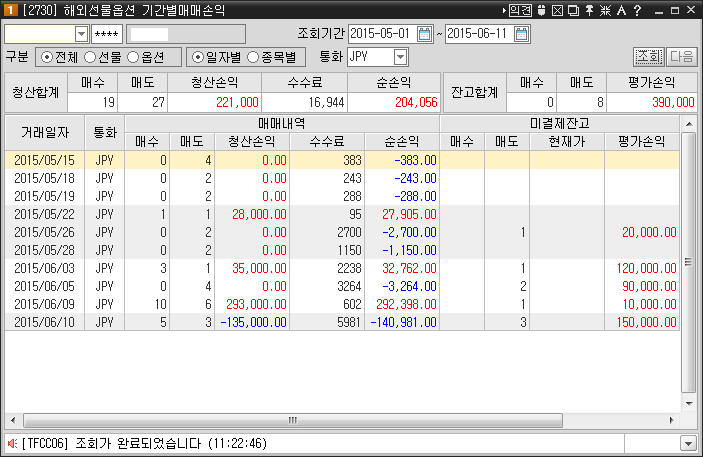 1 [2730] 해외선물옵션 기간별매매손익 의견 A ?
**** 조회기간 2015-05-01 ~ 2015-06-11
구분 전체 선물 옵션 일자별 종목별 통화 JPY 조회 다음
청산합계 매수 매도 청산손익 수수료 순손익 잔고합계 매수 매도 평가손익
19 27 221,000 16,944 204,056 0 8 390,000
거래일자 통화 매매내역 미결제잔고
매수 매도 청산손익 수수료 순손익 매수 매도 현재가 평가손익
2015/05/15 JPY 0 4 0.00 383 -383.00
2015/05/18 JPY 0 2 0.00 243 -243.00
2015/05/19 JPY 0 2 0.00 288 -288.00
2015/05/22 JPY 1 1 28,000.00 95 27,905.00
2015/05/26 JPY 0 2 0.00 2700 -2,700.00 1 20,000.00
2015/05/28 JPY 0 2 0.00 1150 -1,150.00
2015/06/03 JPY 3 1 35,000.00 2238 32,762.00 1 120,000.00
2015/06/05 JPY 0 4 0.00 3264 -3,264.00 2 90,000.00
2015/06/09 JPY 10 6 293,000.00 602 292,398.00 1 10,000.00
2015/06/10 JPY 5 3 -135,000.00 5981 -140,981.00 3 150,000.00
[TFCC06] 조회가 완료되었습니다 (11:22:46)